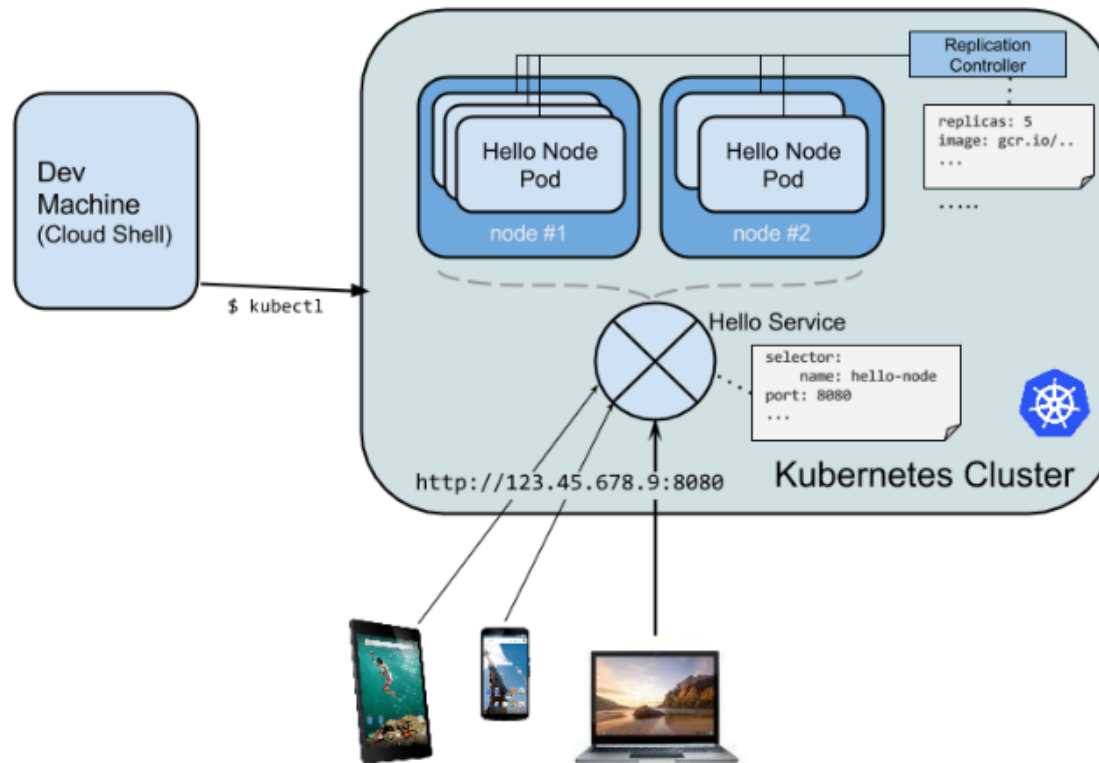 Replication
Controller
replicas: 5
image: gcr.io/..
...
.....
Hello Node
Pod
node #1
Hello Node
Pod
node #2
Dev
Machine
(Cloud Shell)
$ kubectl
Hello Service
selector:
    name: hello-node
port: 8080
...
http://123.45.678.9:8080
Kubernetes Cluster